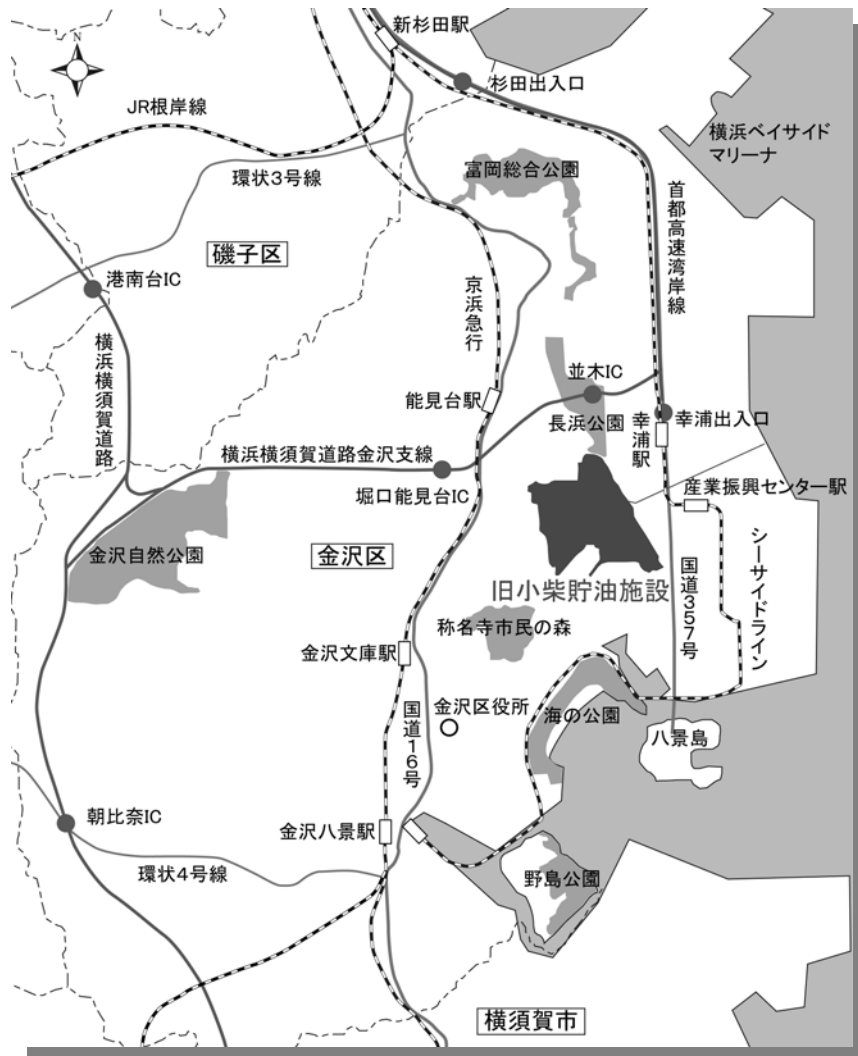 新杉田駅
N
杉田出入口
JR根岸線
横浜ベイサイド
マリーナ
富岡総合公園
環状3号線
首都高速湾岸線
磯子区
港南台IC
京浜急行
横浜横須賀道路
並木IC
能見台駅
長浜公園
幸浦出入口
幸浦駅
横浜横須賀道路金沢支線
産業振興センター駅
堀口能見台IC
シーサイドライン
金沢自然公園
金沢区
国道357号
旧小柴貯油施設
称名寺市民の森
金沢文庫駅
国道16号
金沢区役所
海の公園
八景島
朝比奈IC
金沢八景駅
環状4号線
野島公園
横須賀市